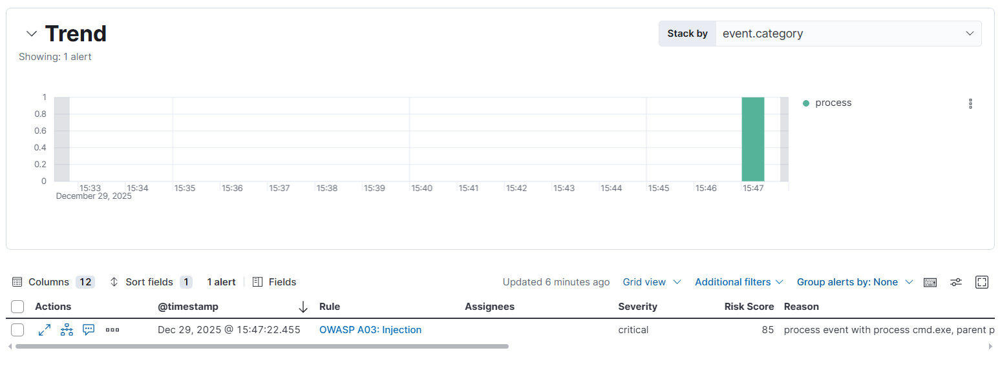 Trend
Stack by event.category
Showing: 1 alert
1
0.8
0.6
0.4
0.2
0
process
15:33 15:34 15:35 15:36 15:37 15:38 15:39 15:40 15:41 15:42 15:43 15:44 15:45 15:46 15:47
December 29, 2025
Columns 12 Sort fields 1 1 alert Fields Updated 6 minutes ago Grid view Additional filters Group alerts by: None
Actions @timestamp Rule Assignees Severity Risk Score Reason
Dec 29, 2025 @ 15:47:22.455 OWASP A03: Injection critical 85 process event with process cmd.exe, parent p